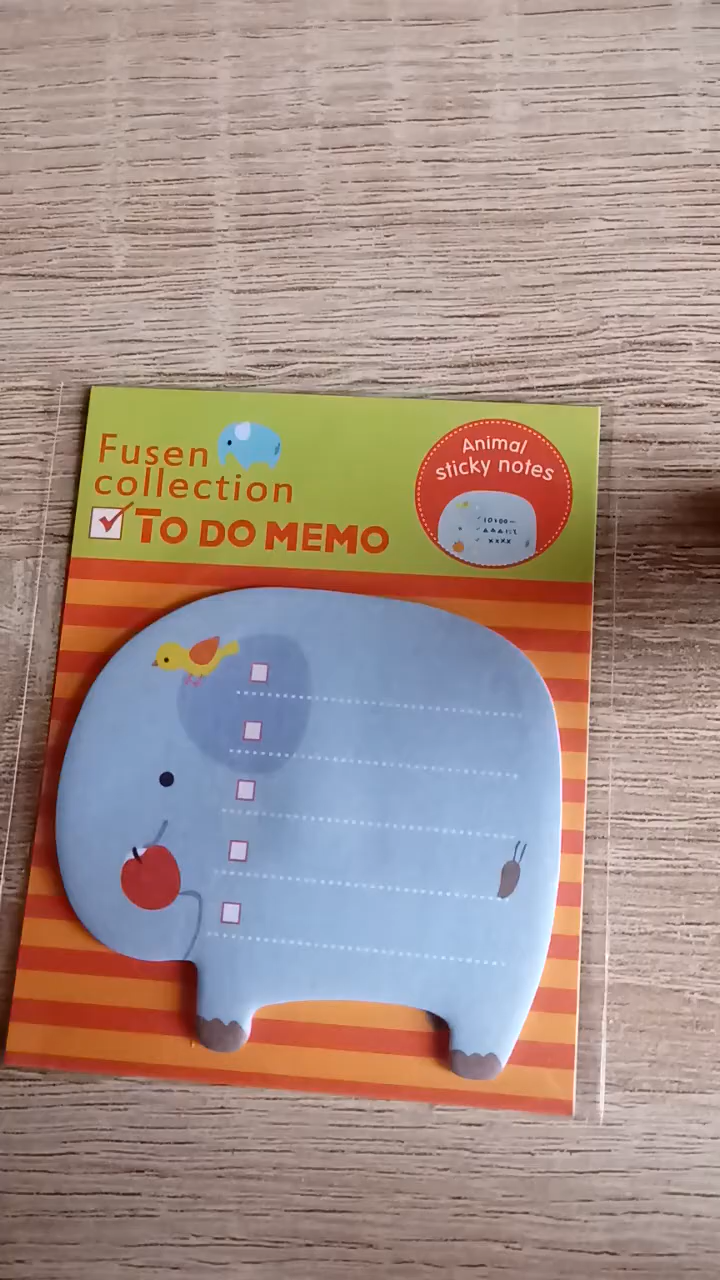 Fusen
collection
TO DO MEMO
Animal
sticky notes